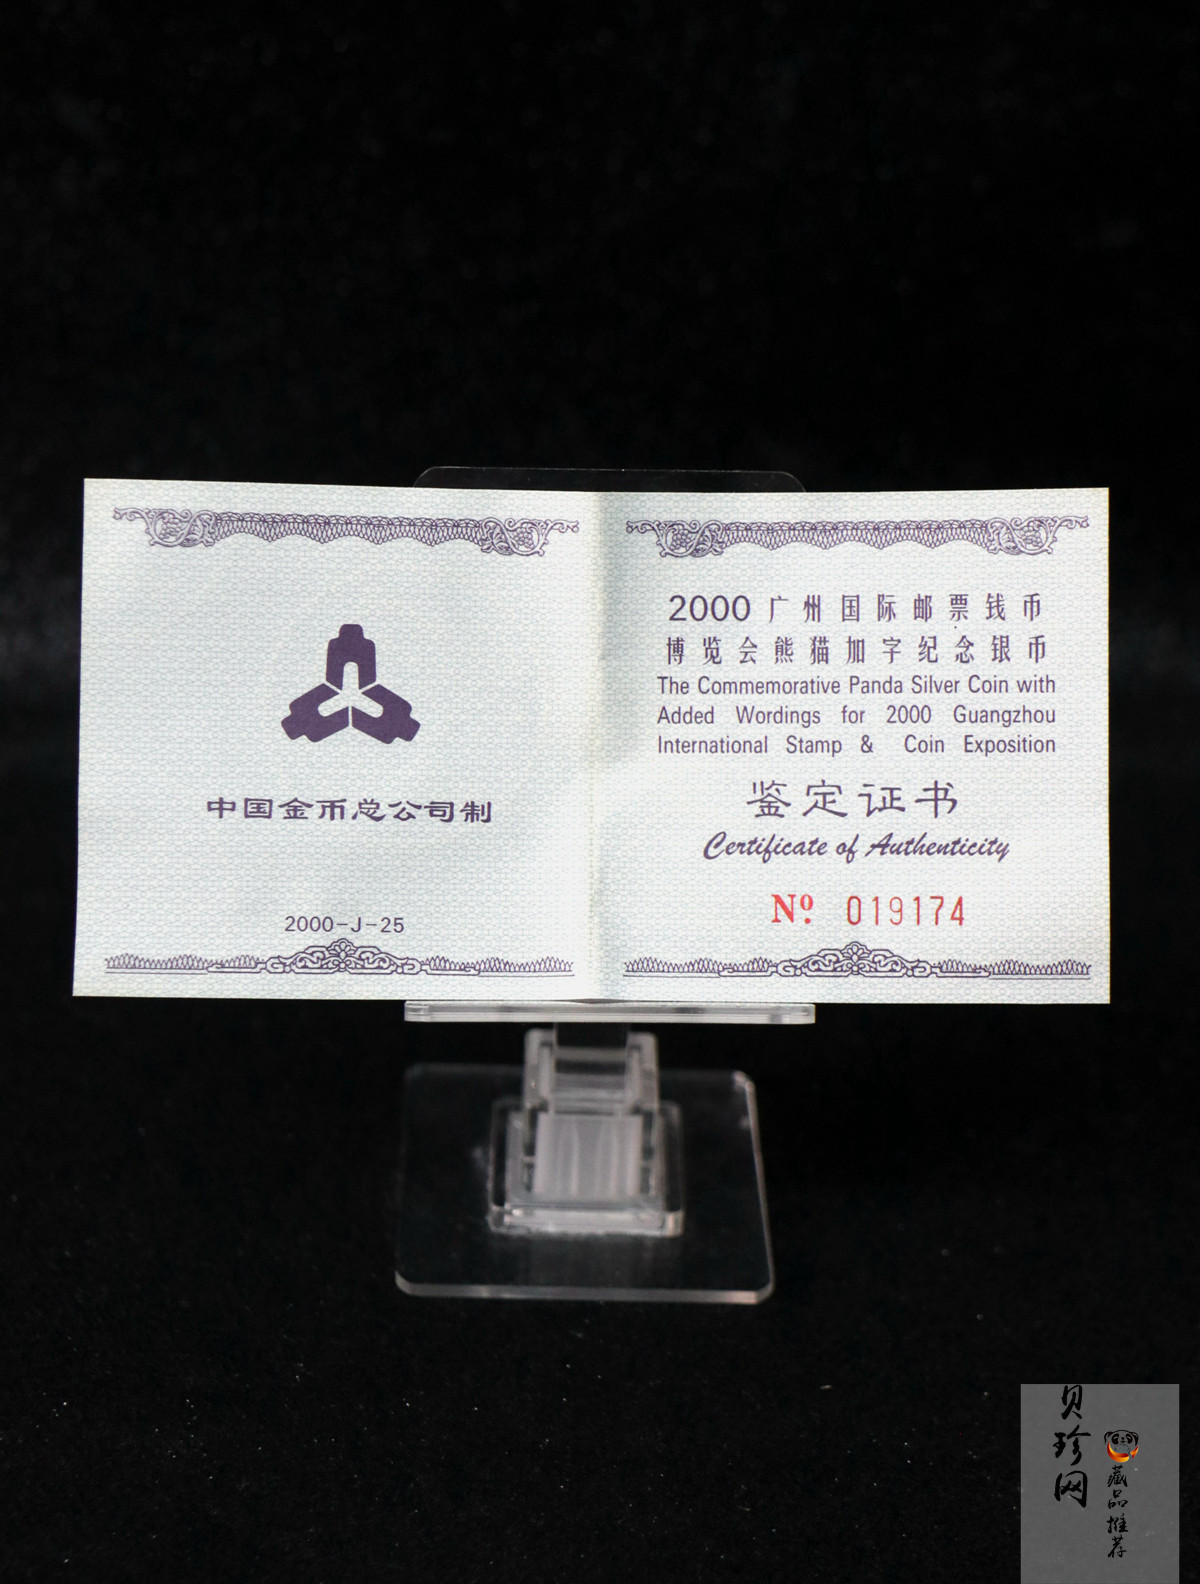 中国金币总公司制
2000-J-25
2000 广州国际邮票钱币
博览会熊猫加字纪念银币
The Commemorative Panda Silver Coin with
Added Wordings for 2000 Guangzhou
International Stamp & Coin Exposition
鉴定证书
Certificate of Authenticity
Nº. 019174
贝珍网
藏品推荐